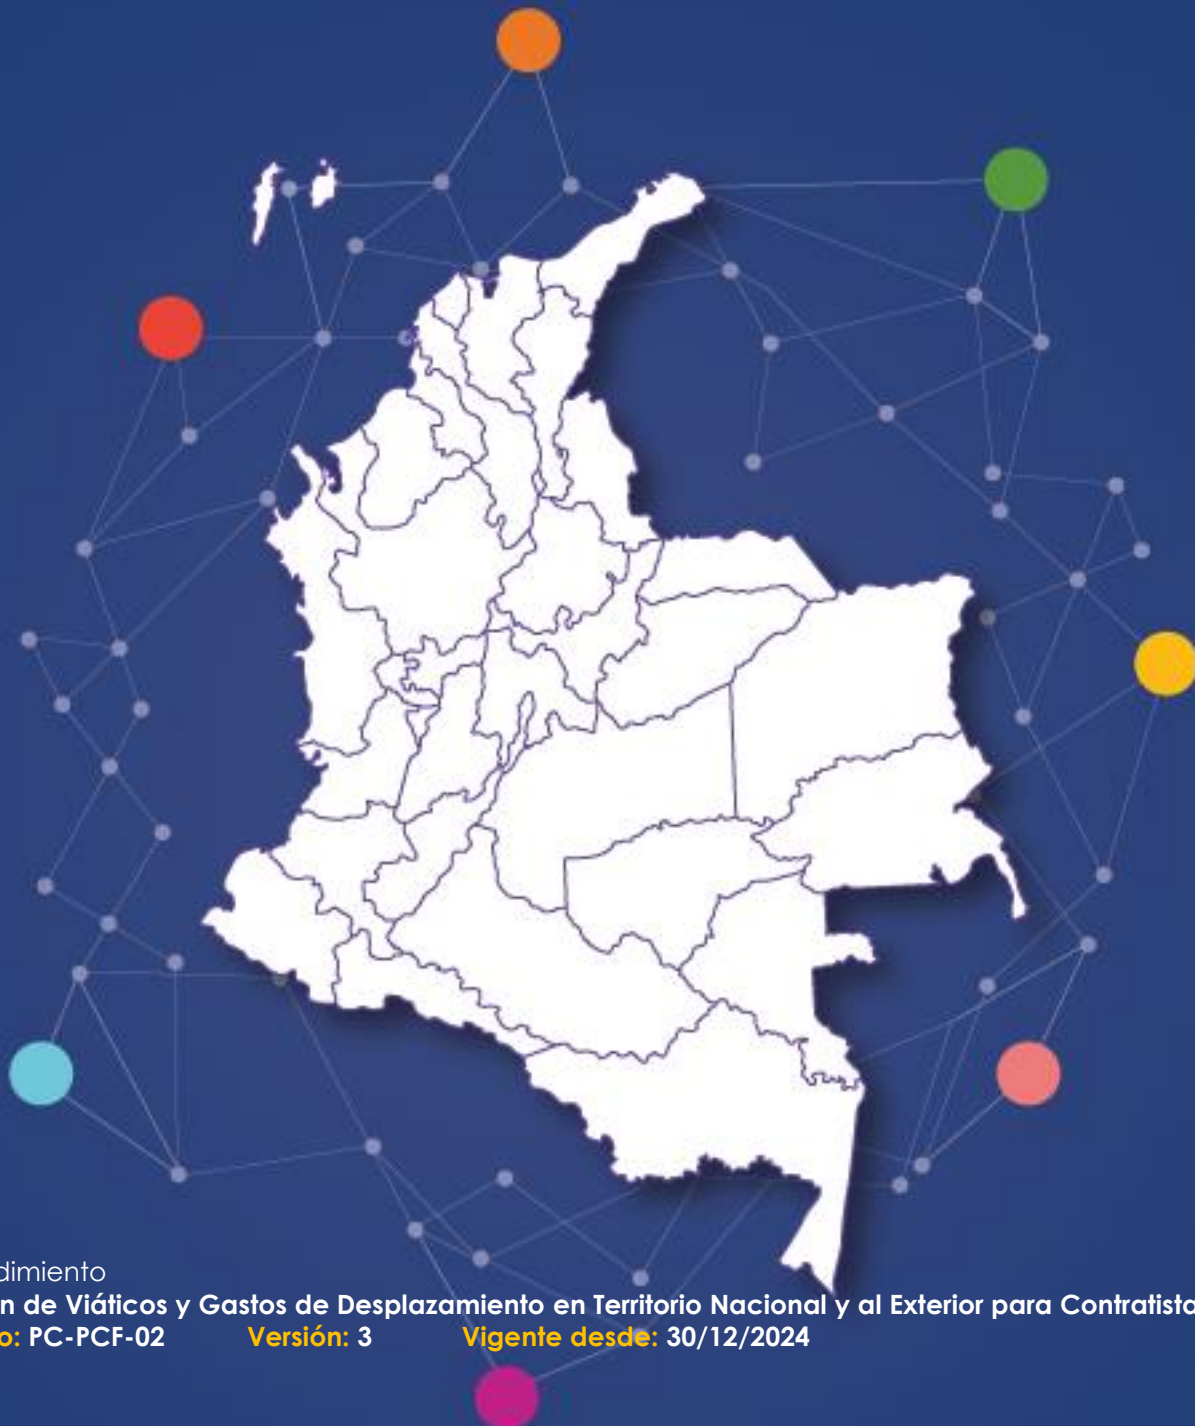 dimiento
n de Viáticos y Gastos de Desplazamiento en Territorio Nacional y al Exterior para Contratista
o: PC-PCF-02 Versión: 3 Vigente desde: 30/12/2024